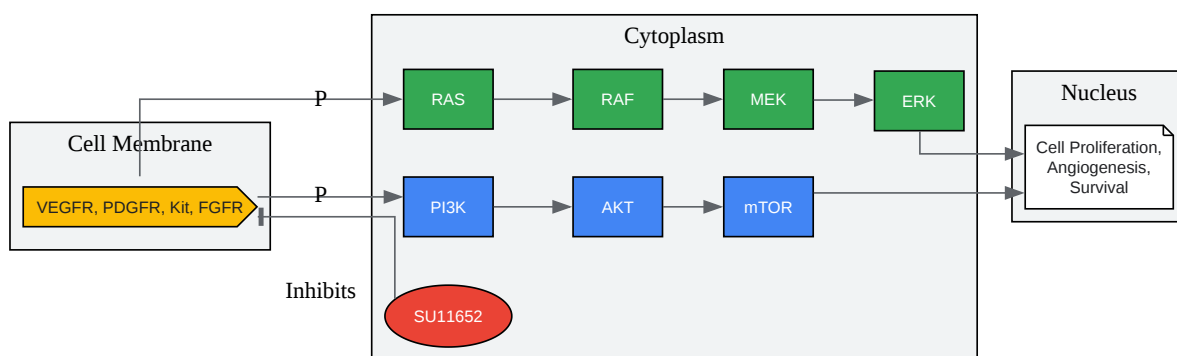 Cytoplasm
P
RAS
RAF
MEK
ERK
Nucleus
Cell Membrane
Cell Proliferation,
Angiogenesis,
Survival
VEGFR, PDGFR, Kit, FGFR
P
PI3K
AKT
mTOR
Inhibits
SU11652